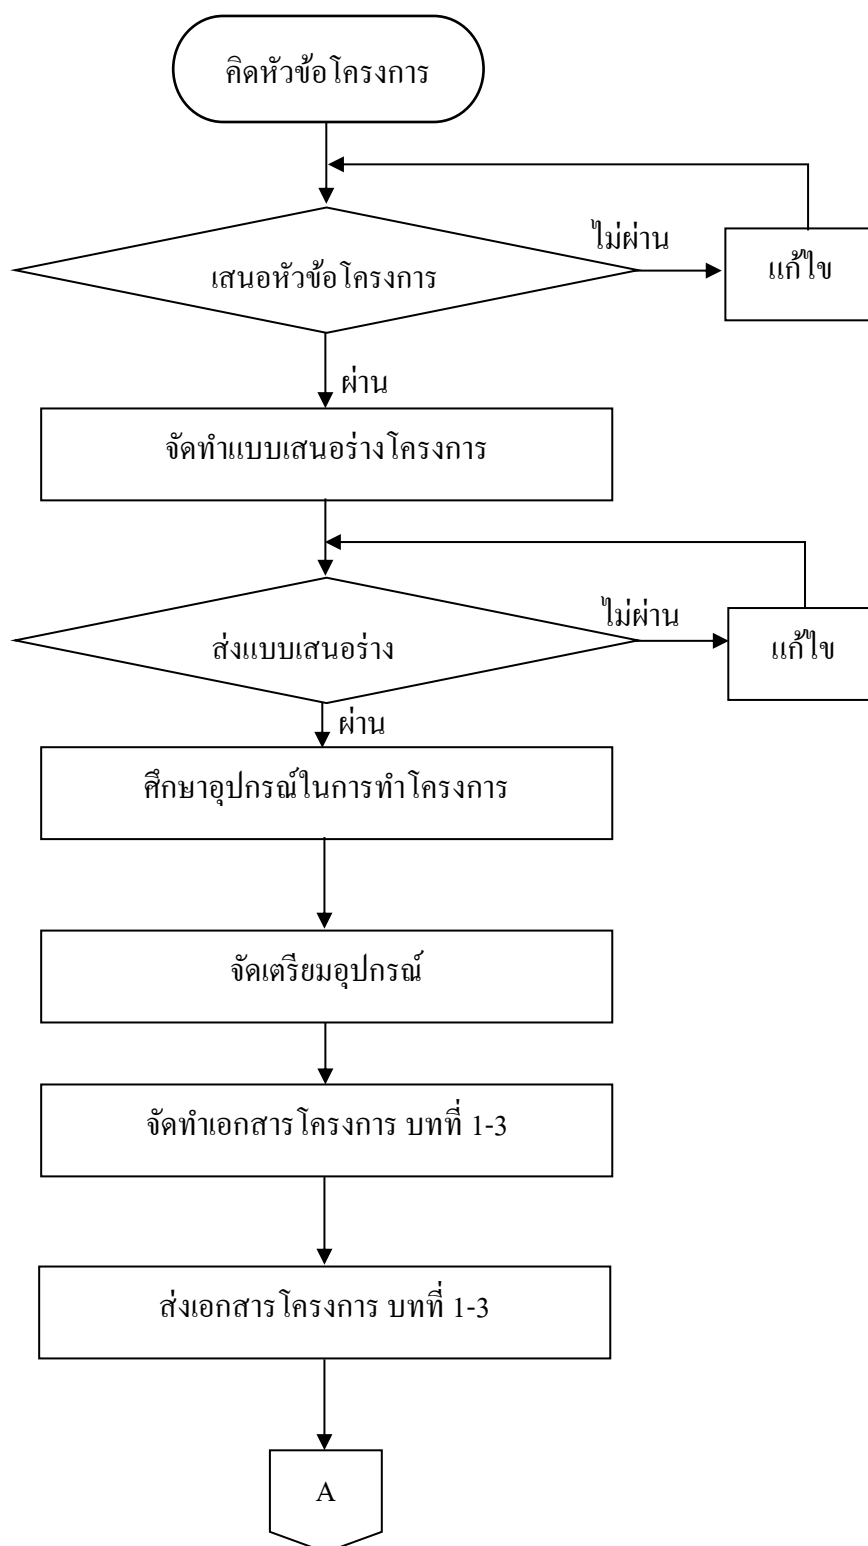 คิดหัวข้อโครงการ
เสนอหัวข้อโครงการ
ไม่ผ่าน
แก้ไข
ผ่าน
จัดทำแบบเสนอร่างโครงการ
ส่งแบบเสนอร่าง
ไม่ผ่าน
แก้ไข
ผ่าน
ศึกษาอุปกรณ์ในการทำโครงการ
จัดเตรียมอุปกรณ์
จัดทำเอกสารโครงการ บทที่ 1-3
ส่งเอกสารโครงการ บทที่ 1-3
A